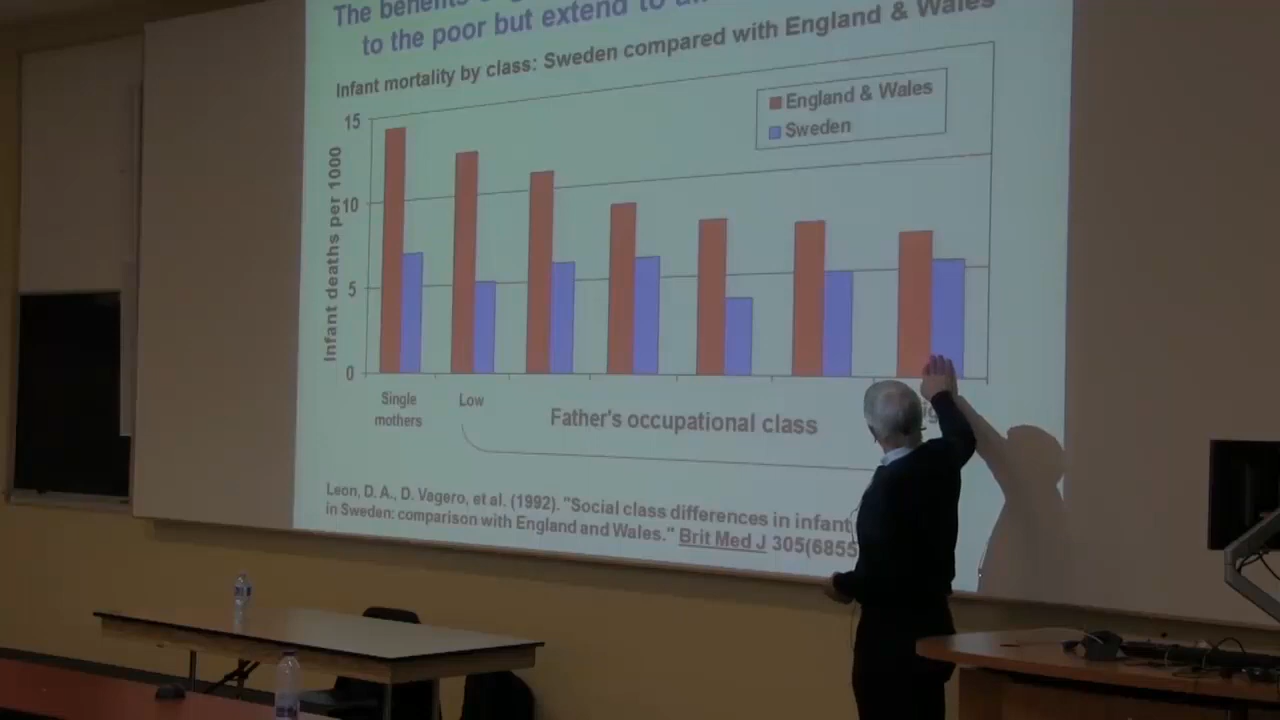 The benefits
to the poor but extend to
Infant mortality by class: Sweden compared with England & Wales
England & Wales
Sweden
15
10
5
0
Infant deaths per 1000
Single
mothers
Low
Father's occupational class
Leon, D. A., D. Vagero, et al. (1992). "Social class differences in infant
in Sweden: comparison with England and Wales." Brit Med J 305(6855